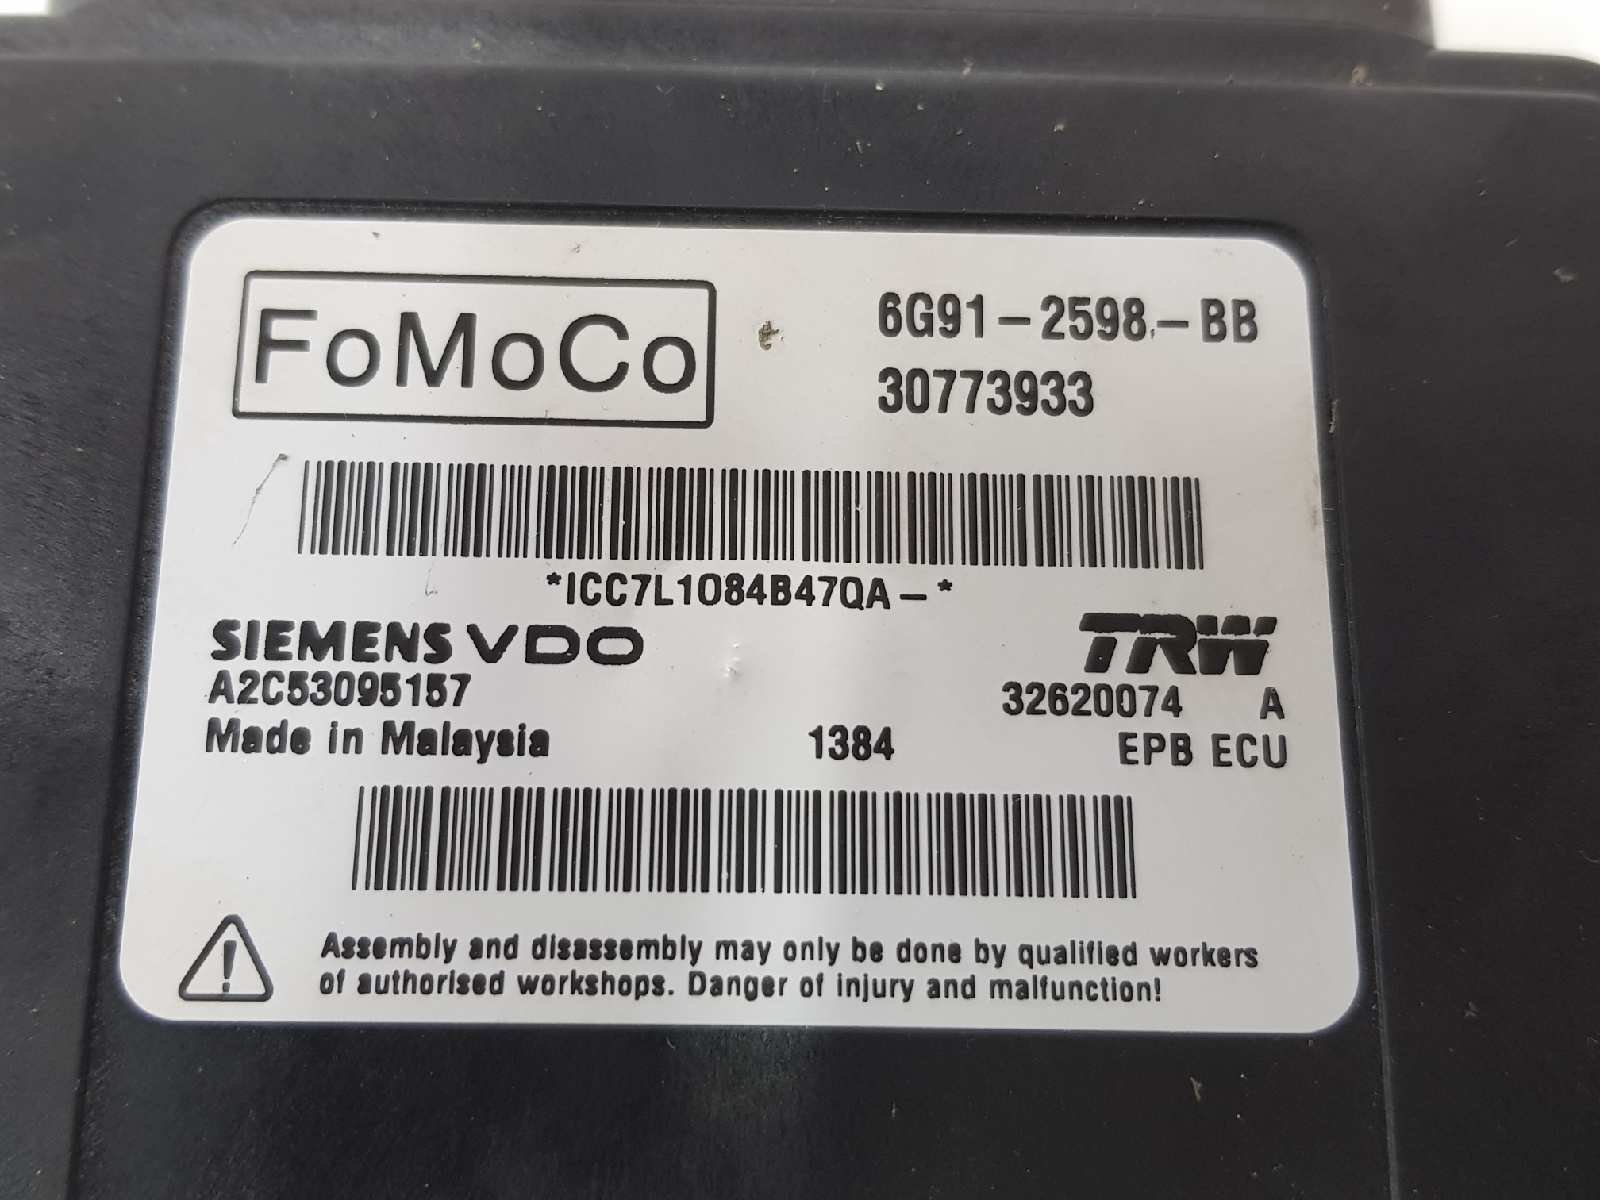 FoMoCo
6G91-2598-BB
30773933
*ICC7L1084B47QA-*
SIEMENS VDO
TRW
A2C53095157
32620074 A
Made in Malaysia
1384
EPB ECU
Assembly and disassembly may only be done by qualified workers
of authorised workshops. Danger of injury and malfunction!